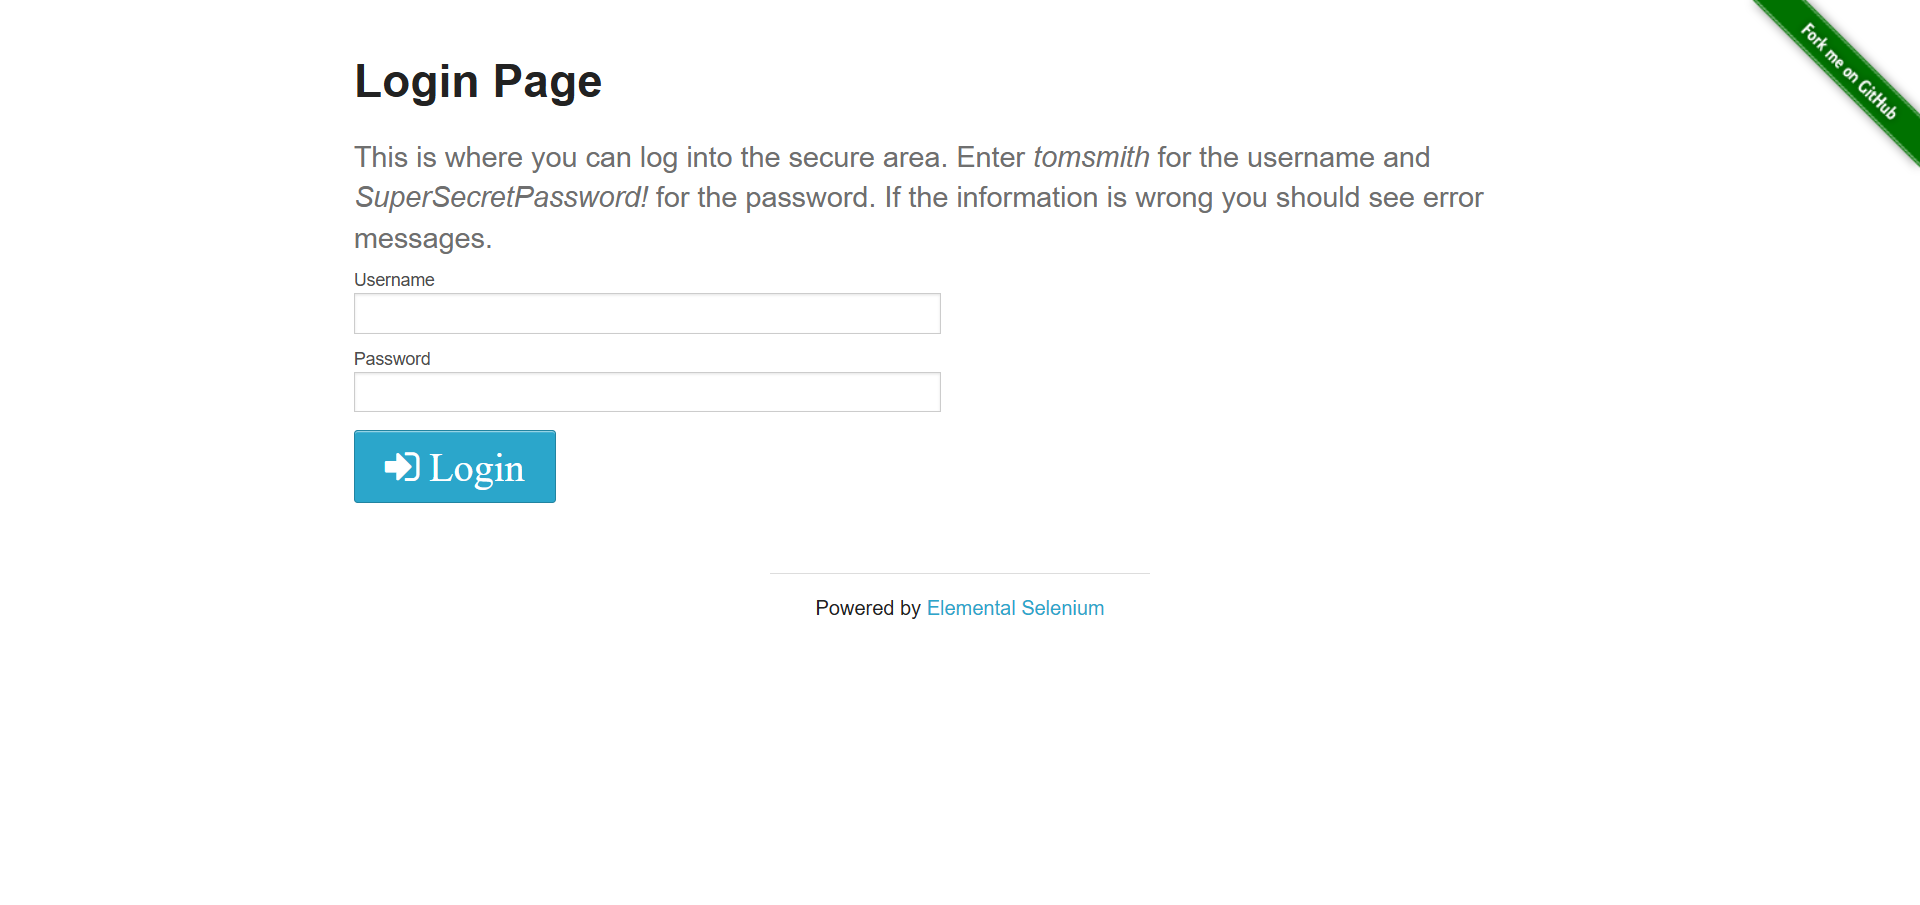 Fork me on GitHub
Login Page
This is where you can log into the secure area. Enter tomsmith for the username and
SuperSecretPassword! for the password. If the information is wrong you should see error
messages.
Username
Password
Login
Powered by Elemental Selenium